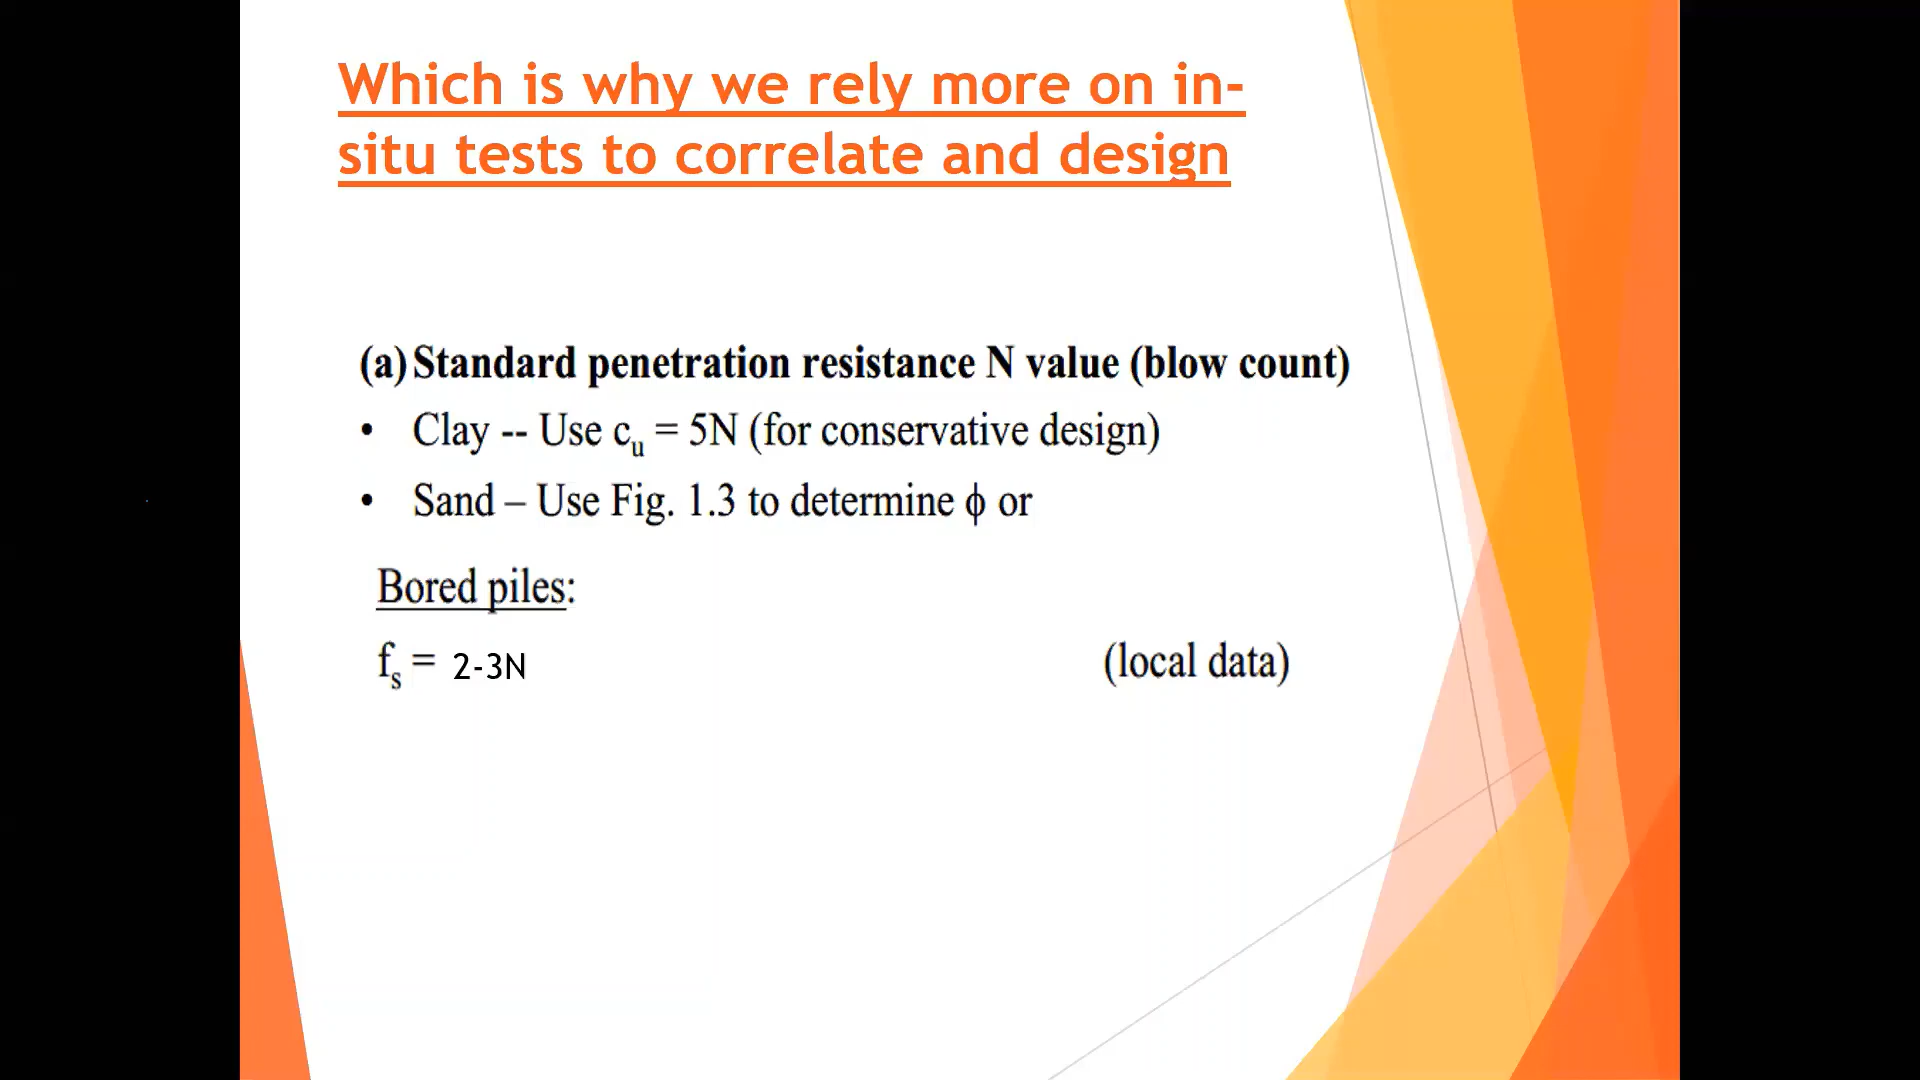 Which is why we rely more on in-
situ tests to correlate and design
(a) Standard penetration resistance N value (blow count)
• Clay -- Use cu = 5N (for conservative design)
• Sand – Use Fig. 1.3 to determine ϕ or
Bored piles:
fs = 2-3N (local data)